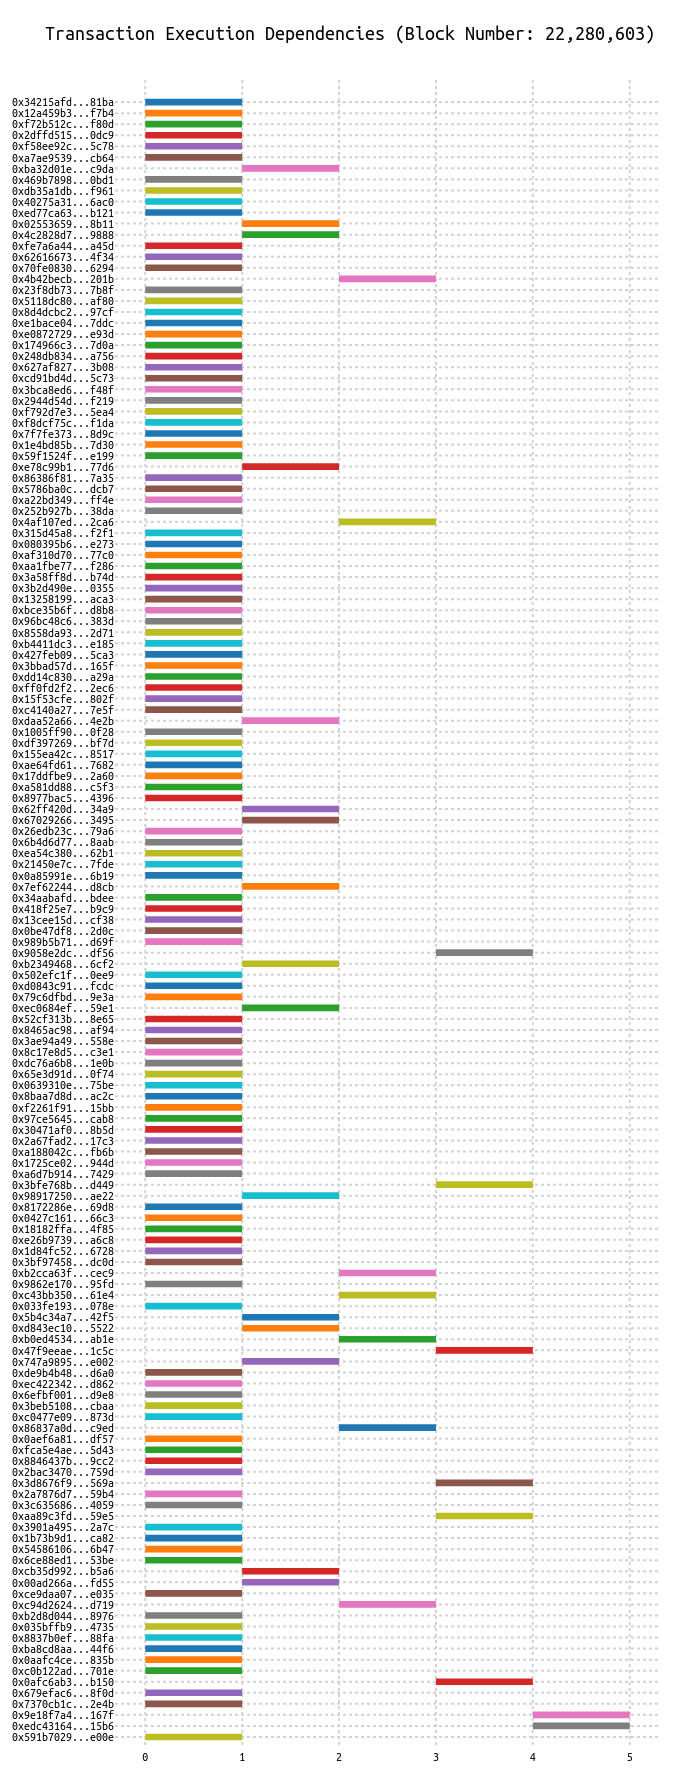 Transaction Execution Dependencies (Block Number: 22,280,603)
0x34215afd...81ba
0x12a459b3...f7b4
0xf72b512c...f80d
0x2dffd515...0dc9
0xf58ee92c...5c78
0xa7ae9539...cb64
0xba32d01e...c9da
0x469b7898...0bd1
0xdb35a1db...f961
0x40275a31...6ac0
0xed77ca63...b121
0x02553659...8b11
0x4c2828d7...9888
0xfe7a6a44...a45d
0x62616673...4f34
0x70fe0830...6294
0x4b42becb...201b
0x23f8db73...7b8f
0x5118dc80...af80
0x8d4dcbc2...97cf
0xe1bace04...7ddc
0xe0872729...e93d
0x174966c3...7d0a
0x248db834...a756
0x627af827...3b08
0xcd91bd4d...5c73
0x3bca8ed6...f48f
0x2944d54d...f219
0xf792d7e3...5ea4
0xf8dcf75c...f1da
0x7f7fe373...8d9c
0x1e4bd85b...7d30
0x59f1524f...e199
0xe78c99b1...77d6
0x86386f81...7a35
0x5786ba0c...dcb7
0xa22bd349...ff4e
0x252b927b...38da
0x4af107ed...2ca6
0x315d45a8...f2f1
0x080395b6...e273
0xaf310d70...77c0
0xaa1fbe77...f286
0x3a58ff8d...b74d
0x3b2d490e...0355
0x13258199...aca3
0xbce35b6f...d8b8
0x96bc48c6...383d
0x8558da93...2d71
0xb4411dc3...e185
0x427feb09...5ca3
0x3bbad57d...165f
0xdd14c830...a29a
0xff0fd2f2...2ec6
0x15f53cfe...802f
0xc4140a27...7e5f
0xdaa52a66...4e2b
0x1005ff90...0f28
0xdf397269...bf7d
0x155ea42c...8517
0xae64fd61...7682
0x17ddfbe9...2a60
0xa581dd88...c5f3
0x8977bac5...4396
0x62ff420d...34a9
0x67029266...3495
0x26edb23c...79a6
0x6b4d6d77...8aab
0xea54c380...62b1
0x21450e7c...7fde
0x0a85991e...6b19
0x7ef62244...d8cb
0x34aabafd...bdee
0x418f25e7...b9c9
0x13cee15d...cf38
0x0be47df8...2d0c
0x989b5b71...d69f
0x9058e2dc...df56
0xb2349468...6cf2
0x502efc1f...0ee9
0xd0843c91...fcdc
0x79c6dfbd...9e3a
0xec0684ef...59e1
0x52cf313b...8e65
0x8465ac98...af94
0x3ae94a49...558e
0x8c17e8d5...c3e1
0xdc76a6b8...1e0b
0x65e3d91d...0f74
0x0639310e...75be
0x8baa7d8d...ac2c
0xf2261f91...15bb
0x97ce5645...cab8
0x30471af0...8b5d
0x2a67fad2...17c3
0xa188042c...fb6b
0x1725ce02...944d
0xa6d7b914...7429
0x3bfe768b...d449
0x98917250...ae22
0x8172286e...69d8
0x0427c161...66c3
0x18182ffa...4f85
0xe26b9739...a6c8
0x1d84fc52...6728
0x3bf97458...dc0d
0xb2cca63f...cec9
0x9862e170...95fd
0xc43bb350...61e4
0x033fe193...078e
0x5b4c34a7...42f5
0xd843ec10...5522
0xb0ed4534...ab1e
0x47f9eeae...1c5c
0x747a9895...e002
0xde9b4b48...d6a0
0xec422342...d862
0x6efbf001...d9e8
0x3beb5108...cbaa
0xc0477e09...873d
0x86837a0d...c9ed
0x0aef6a81...df57
0xfca5e4ae...5d43
0x8846437b...9cc2
0x2bac3470...759d
0x3d8676f9...569a
0x2a7876d7...59b4
0x3c635686...4059
0xaa89c3fd...59e5
0x3901a495...2a7c
0x1b73b9d1...ca82
0x54586106...6b47
0x6ce88ed1...53be
0xcb35d992...b5a6
0x00ad266a...fd55
0xce9daa07...e035
0xc94d2624...d719
0xb2d8d044...8976
0x035bffb9...4735
0x8837b0ef...88fa
0xba8cd8aa...44f6
0x0aafc4ce...835b
0xc0b122ad...701e
0x0afc6ab3...b150
0x679efac6...8f0d
0x7370cb1c...2e4b
0x9e18f7a4...167f
0xedc43164...15b6
0x591b7029...e00e
0 1 2 3 4 5